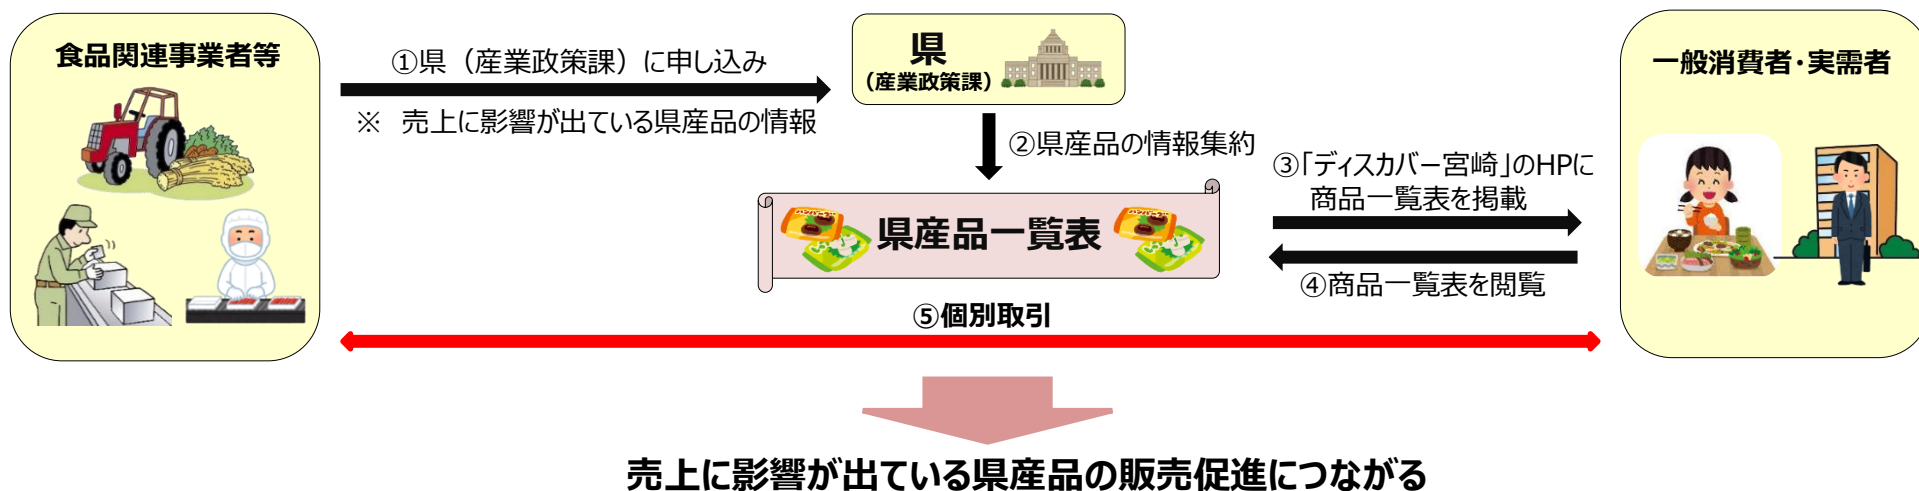 食品関連事業者等
①県（産業政策課）に申し込み
※　売上に影響が出ている県産品の情報
県
（産業政策課）
②県産品の情報集約
県産品一覧表
③「ディスカバー宮崎」のHPに
商品一覧表を掲載
④商品一覧表を閲覧
一般消費者・実需者
⑤個別取引
売上に影響が出ている県産品の販売促進につながる